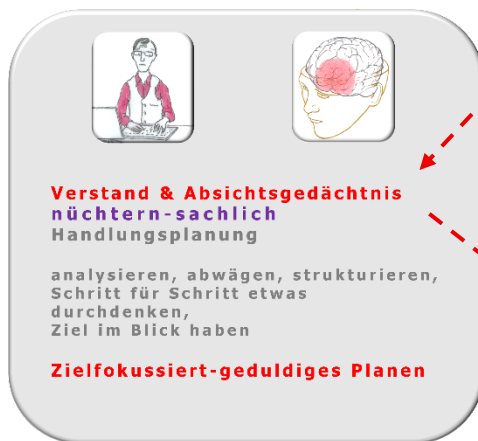 Verstand & Absichtsgedächtnis
nüchtern-sachlich
Handlungsplanung
analysieren, abwägen, strukturieren,
Schritt für Schritt etwas
durchdenken,
Ziel im Blick haben
Zielfokussiert-geduldiges Planen